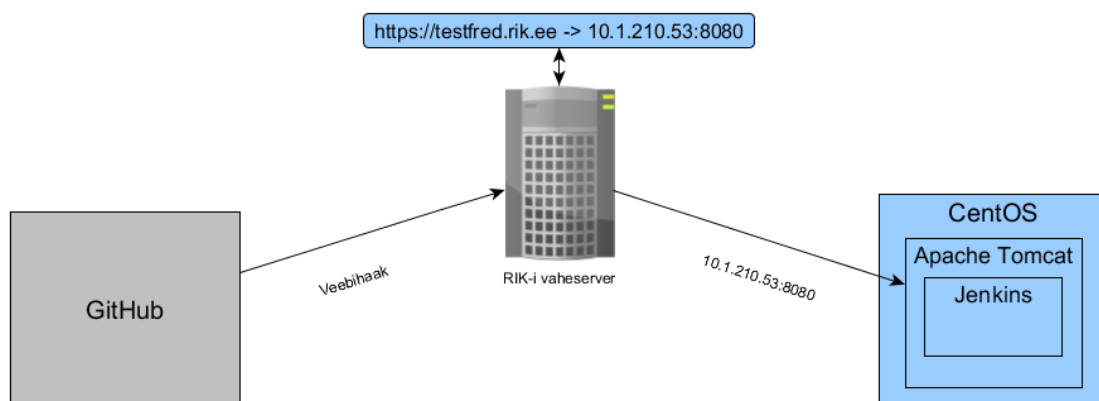 https://testfred.rik.ee -> 10.1.210.53:8080
GitHub
Veebihaak
RIK-i vaheserver
10.1.210.53:8080
CentOS
Apache Tomcat
Jenkins